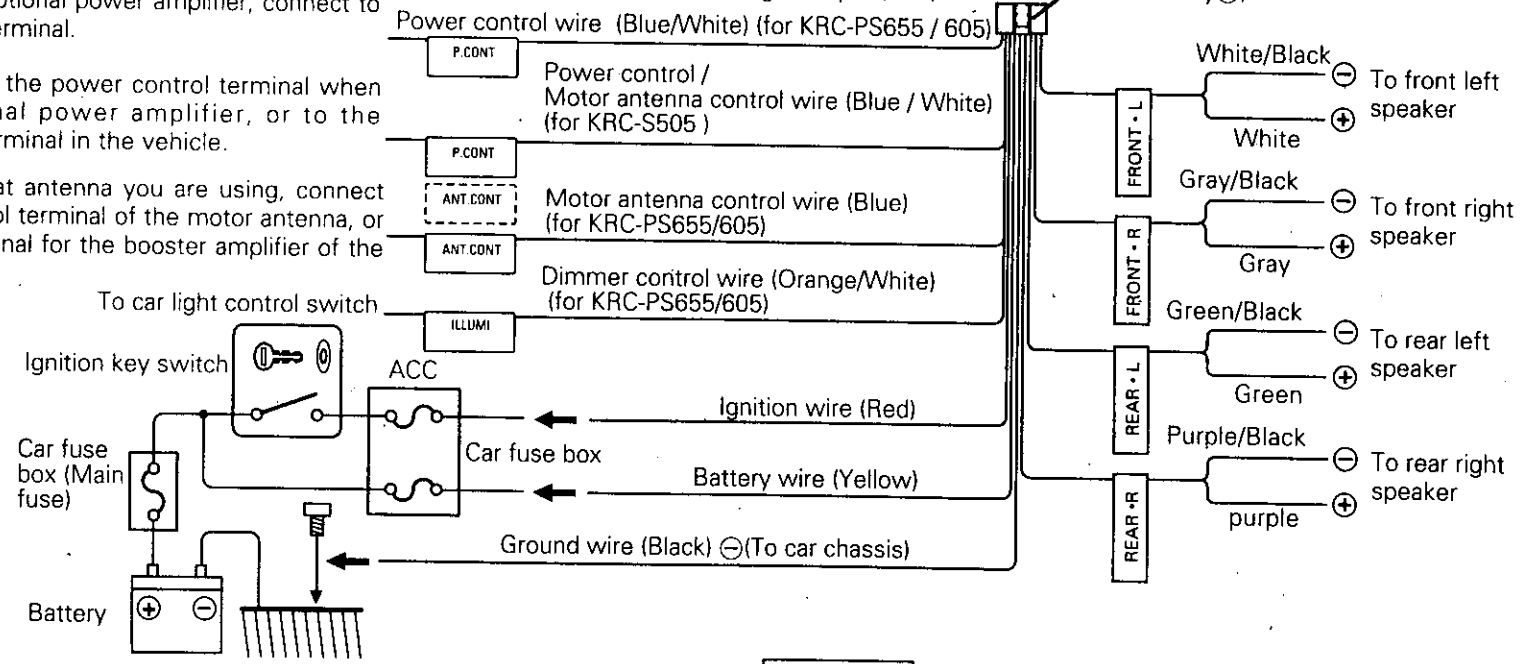 tional power amplifier, connect to
erminal.
the power control terminal when
nal power amplifier, or to the
rminal in the vehicle.
at antenna you are using, connect
ol terminal of the motor antenna, or
nal for the booster amplifier of the
Power control wire (Blue/White) (for KRC-PS655 / 605)
P.CONT
Power control /
Motor antenna control wire (Blue / White)
(for KRC-S505 )
P.CONT
ANT.CONT
Motor antenna control wire (Blue)
(for KRC-PS655/605)
ANT.CONT
Dimmer control wire (Orange/White)
(for KRC-PS655/605)
To car light control switch
ILLUMI
Ignition key switch
ACC
Ignition wire (Red)
Car fuse box
Car fuse
box (Main
fuse)
Battery wire (Yellow)
Ground wire (Black) ⊖(To car chassis)
Battery
⊕ ⊖
White/Black
⊖ To front left
speaker
⊕
White
FRONT • L
Gray/Black
⊖ To front right
speaker
⊕
Gray
FRONT • R
Green/Black
⊖ To rear left
speaker
⊕
Green
REAR • L
Purple/Black
⊖ To rear right
speaker
⊕
purple
REAR •R